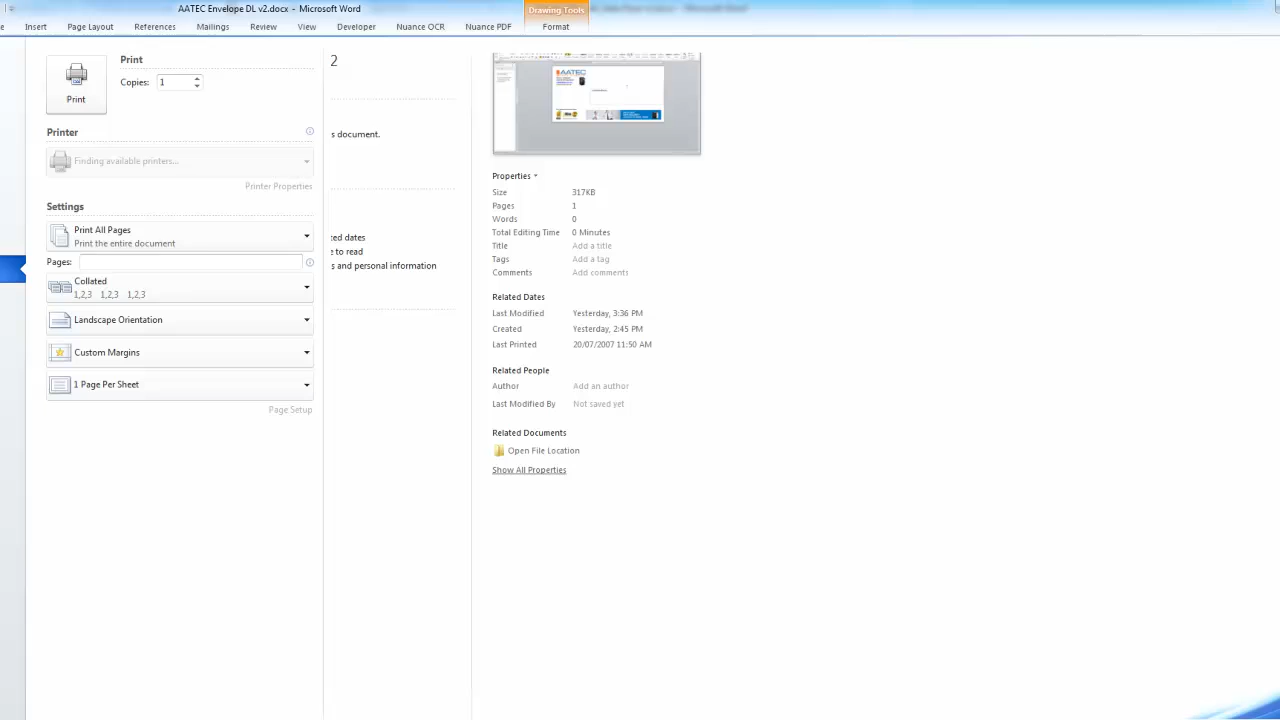 AATEC Envelope DL v2.docx - Microsoft Word
Drawing Tools
Insert
Page Layout
References
Mailings
Review
View
Developer
Nuance OCR
Nuance PDF
Format
Print
Copies: 1
Print
Printer
Finding available printers...
Printer Properties
Settings
Print All Pages
Print the entire document
Pages:
Collated
1,2,3 1,2,3 1,2,3
Landscape Orientation
Custom Margins
1 Page Per Sheet
Page Setup
2
s document.
ted dates
e to read
s and personal information
AATEC
Properties
Size 317KB
Pages 1
Words 0
Total Editing Time 0 Minutes
Title Add a title
Tags Add a tag
Comments Add comments
Related Dates
Last Modified Yesterday, 3:36 PM
Created Yesterday, 2:45 PM
Last Printed 20/07/2007 11:50 AM
Related People
Author Add an author
Last Modified By Not saved yet
Related Documents
Open File Location
Show All Properties